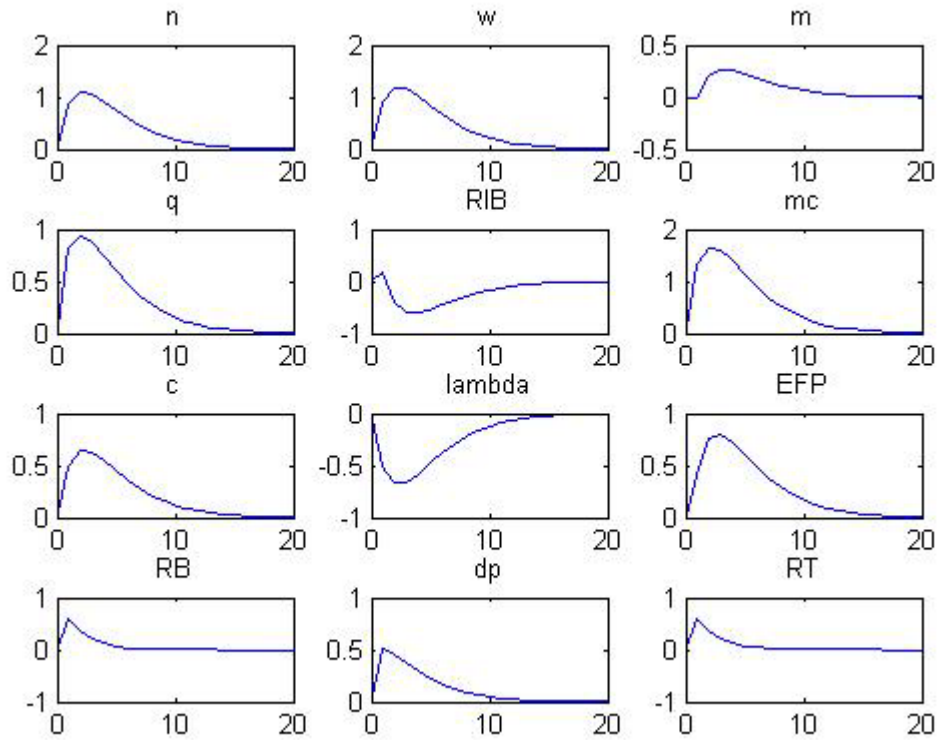 n w m
2 2 0.5
1 1 0
0 0 -0.5
0 10 20 0 10 20 0 10 20
q RIB mc
1 1 2
0.5 0 1
0 -1 0
0 10 20 0 10 20 0 10 20
c lambda EFP
1 0 1
0.5 -0.5 0.5
0 -1 0
0 10 20 0 10 20 0 10 20
RB dp RT
1 1 1
0 0.5 0
-1 0 -1
0 10 20 0 10 20 0 10 20